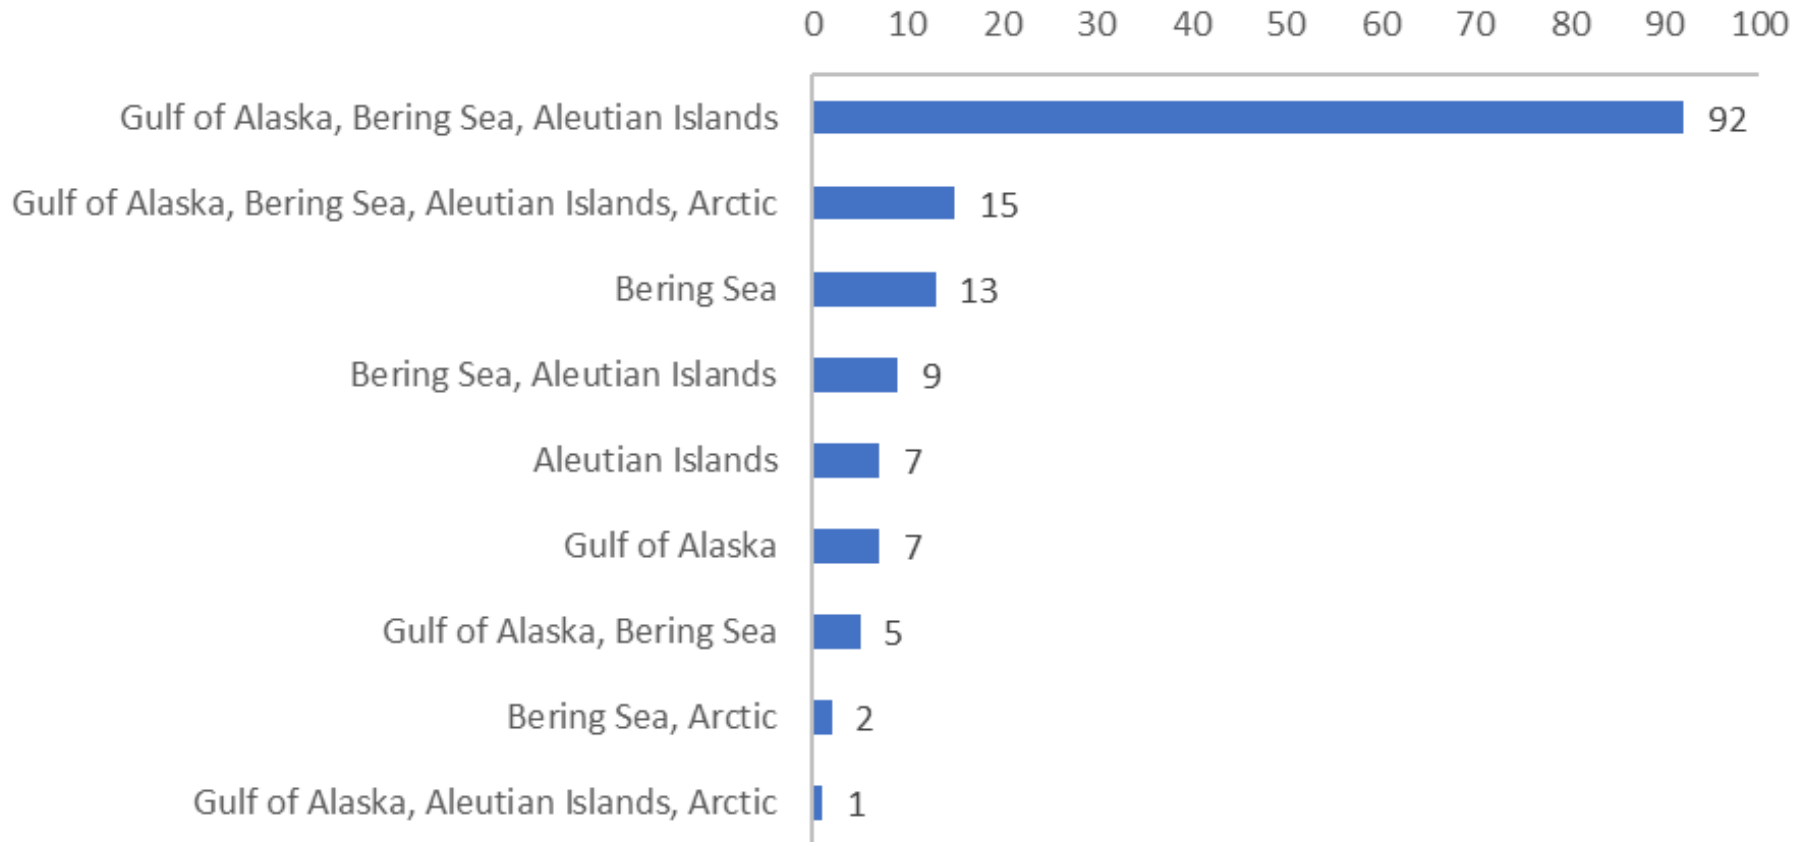 0 10 20 30 40 50 60 70 80 90 100
Gulf of Alaska, Bering Sea, Aleutian Islands 92
Gulf of Alaska, Bering Sea, Aleutian Islands, Arctic 15
Bering Sea 13
Bering Sea, Aleutian Islands 9
Aleutian Islands 7
Gulf of Alaska 7
Gulf of Alaska, Bering Sea 5
Bering Sea, Arctic 2
Gulf of Alaska, Aleutian Islands, Arctic 1